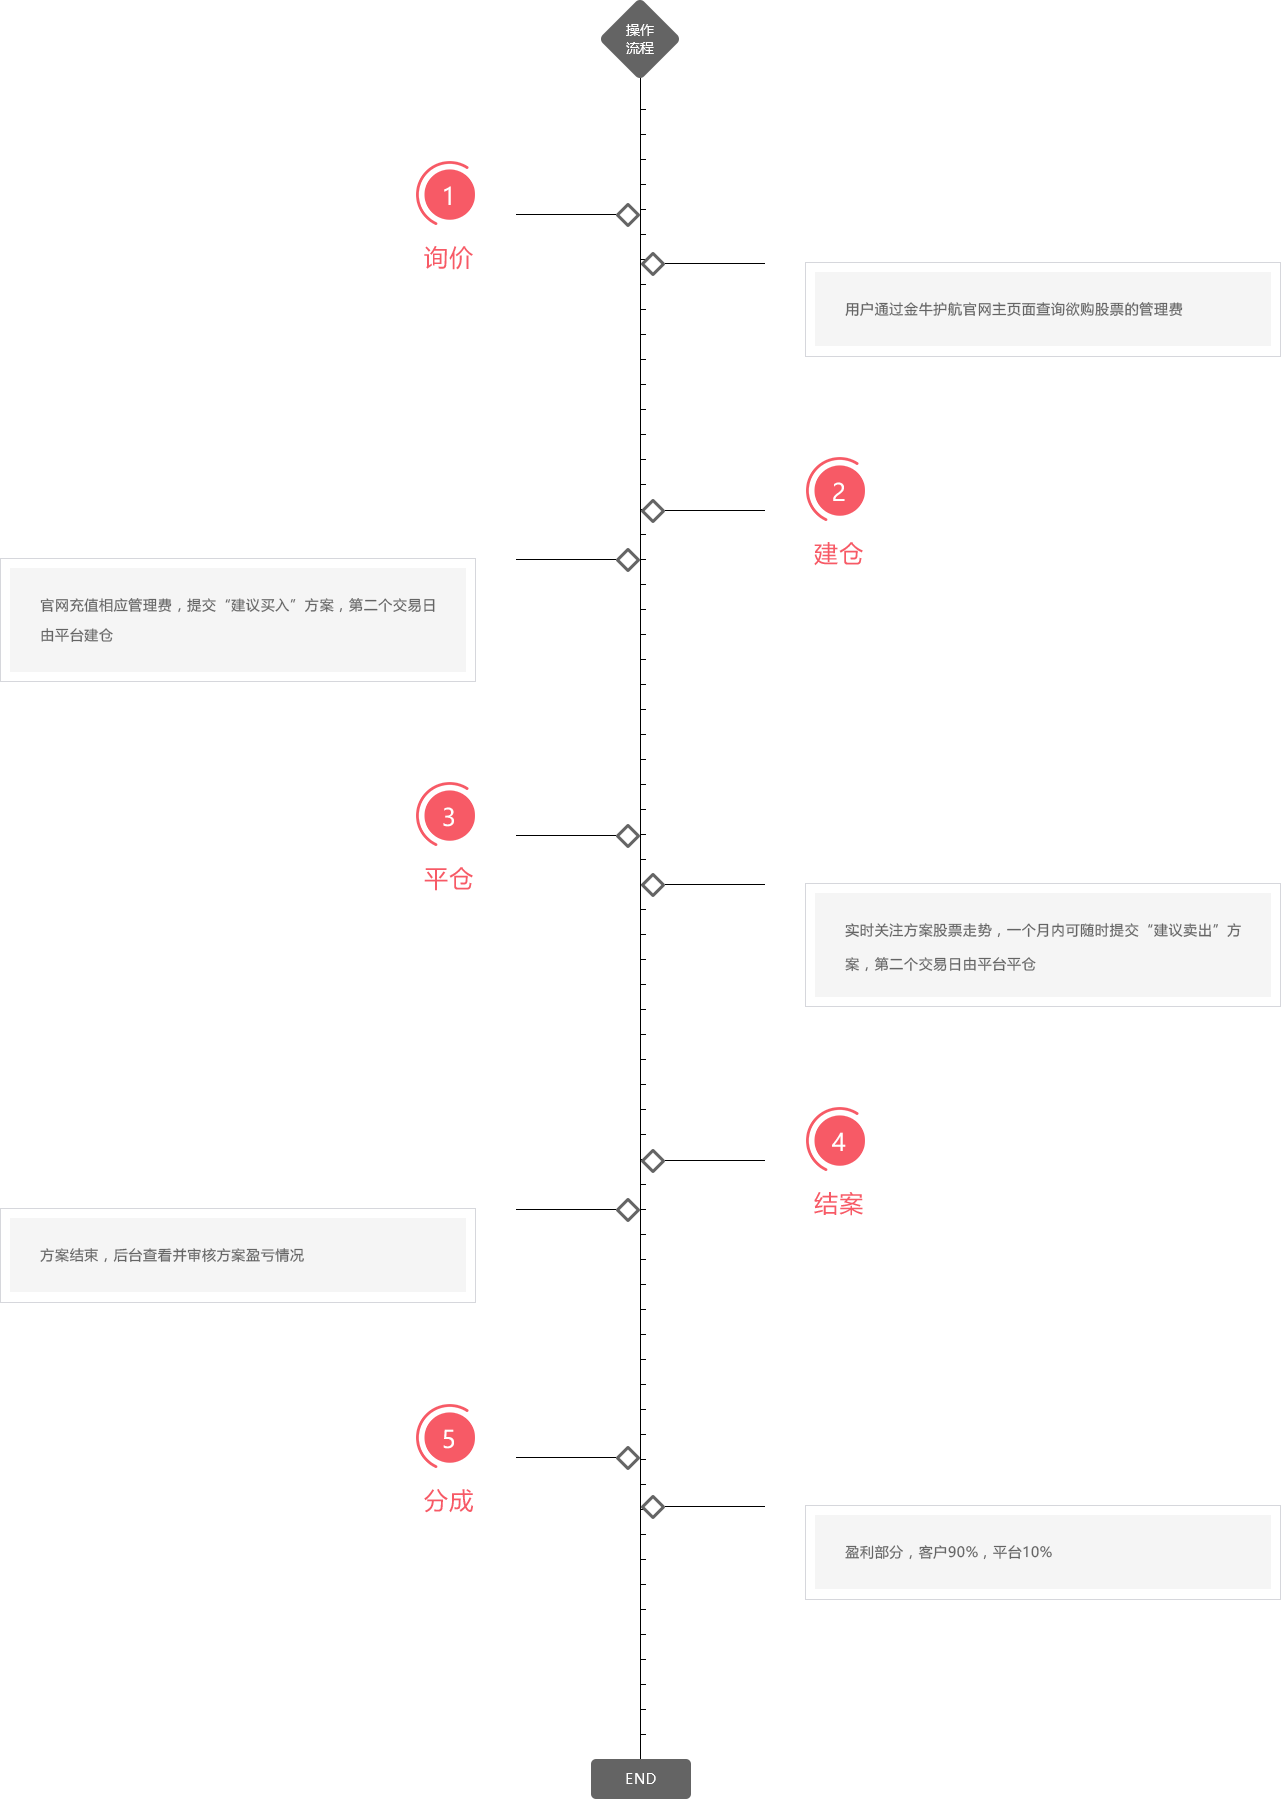 操作
流程
1
询价
用户通过金牛护航官网主页面查询欲购股票的管理费
2
建仓
官网充值相应管理费，提交“建议买入”方案，第二个交易日
由平台建仓
3
平仓
实时关注方案股票走势，一个月内可随时提交“建议卖出”方
案，第二个交易日由平台平仓
4
结案
方案结束，后台查看并审核方案盈亏情况
5
分成
盈利部分，客户90%，平台10%
END